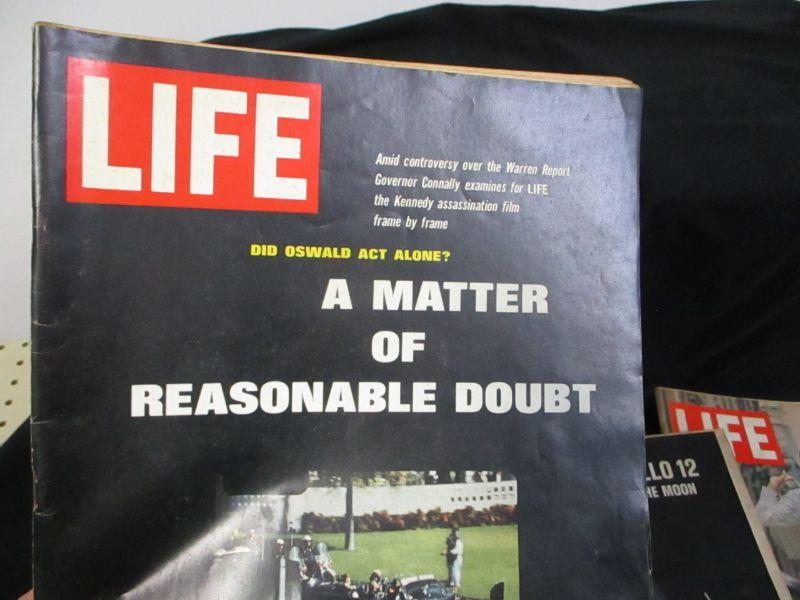 LIFE
Amid controversy over the Warren Report
Governor Connally examines for LIFE
the Kennedy assassination film
frame by frame
DID OSWALD ACT ALONE?
A MATTER
OF
REASONABLE DOUBT
LIFE
LLO 12
HE MOON